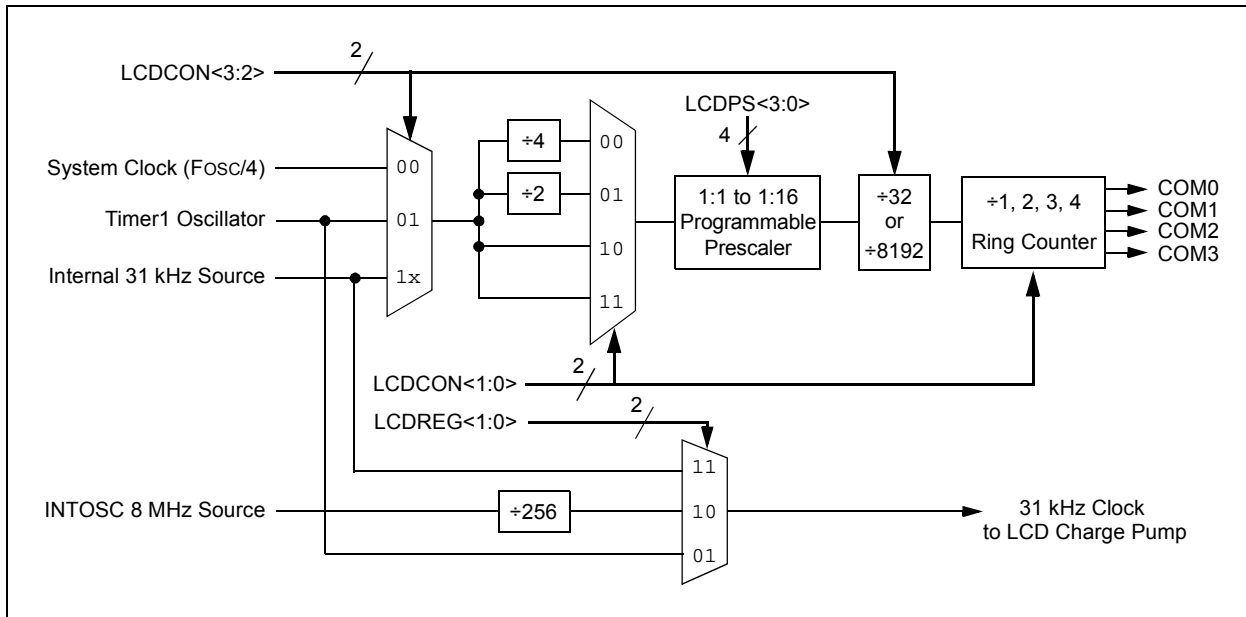 LCDCON<3:2>
2
LCDPS<3:0>
4
System Clock (FOSC/4)
00
÷4
00
Timer1 Oscillator
01
÷2
01
Internal 31 kHz Source
1x
10
11
1:1 to 1:16
Programmable
Prescaler
÷32
or
÷8192
÷1, 2, 3, 4
Ring Counter
COM0
COM1
COM2
COM3
LCDCON<1:0>
2
LCDREG<1:0>
2
11
INTOSC 8 MHz Source
÷256
10
01
31 kHz Clock
to LCD Charge Pump